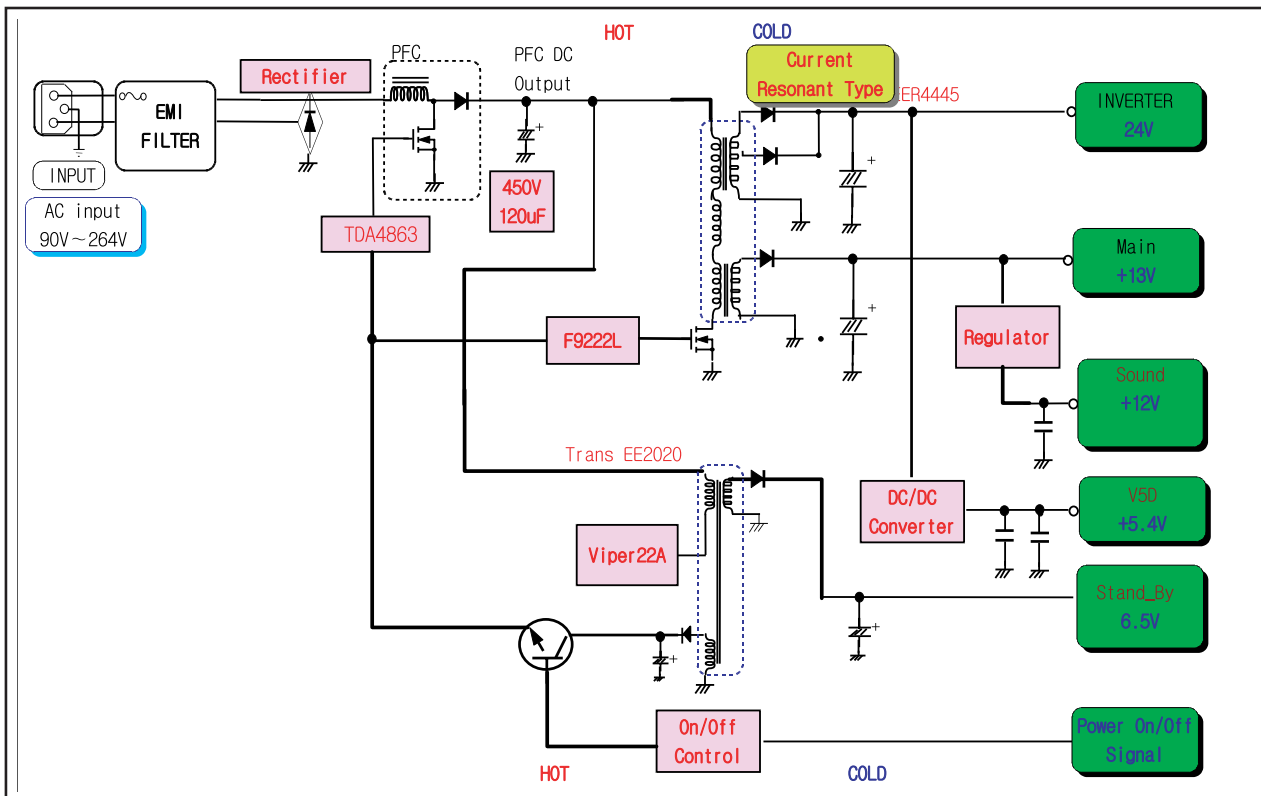 HOT
COLD
PFC
PFC DC
Output
Current
Resonant Type
EER4445
Rectifier
INVERTER
24V
EMI
FILTER
INPUT
AC input
90V~264V
450V
120uF
TDA4863
Main
+13V
F9222L
Regulator
Sound
+12V
Trans EE2020
DC/DC
Converter
V5D
+5.4V
Viper22A
Stand_By
6.5V
On/Off
Control
Power On/Off
Signal
HOT
COLD